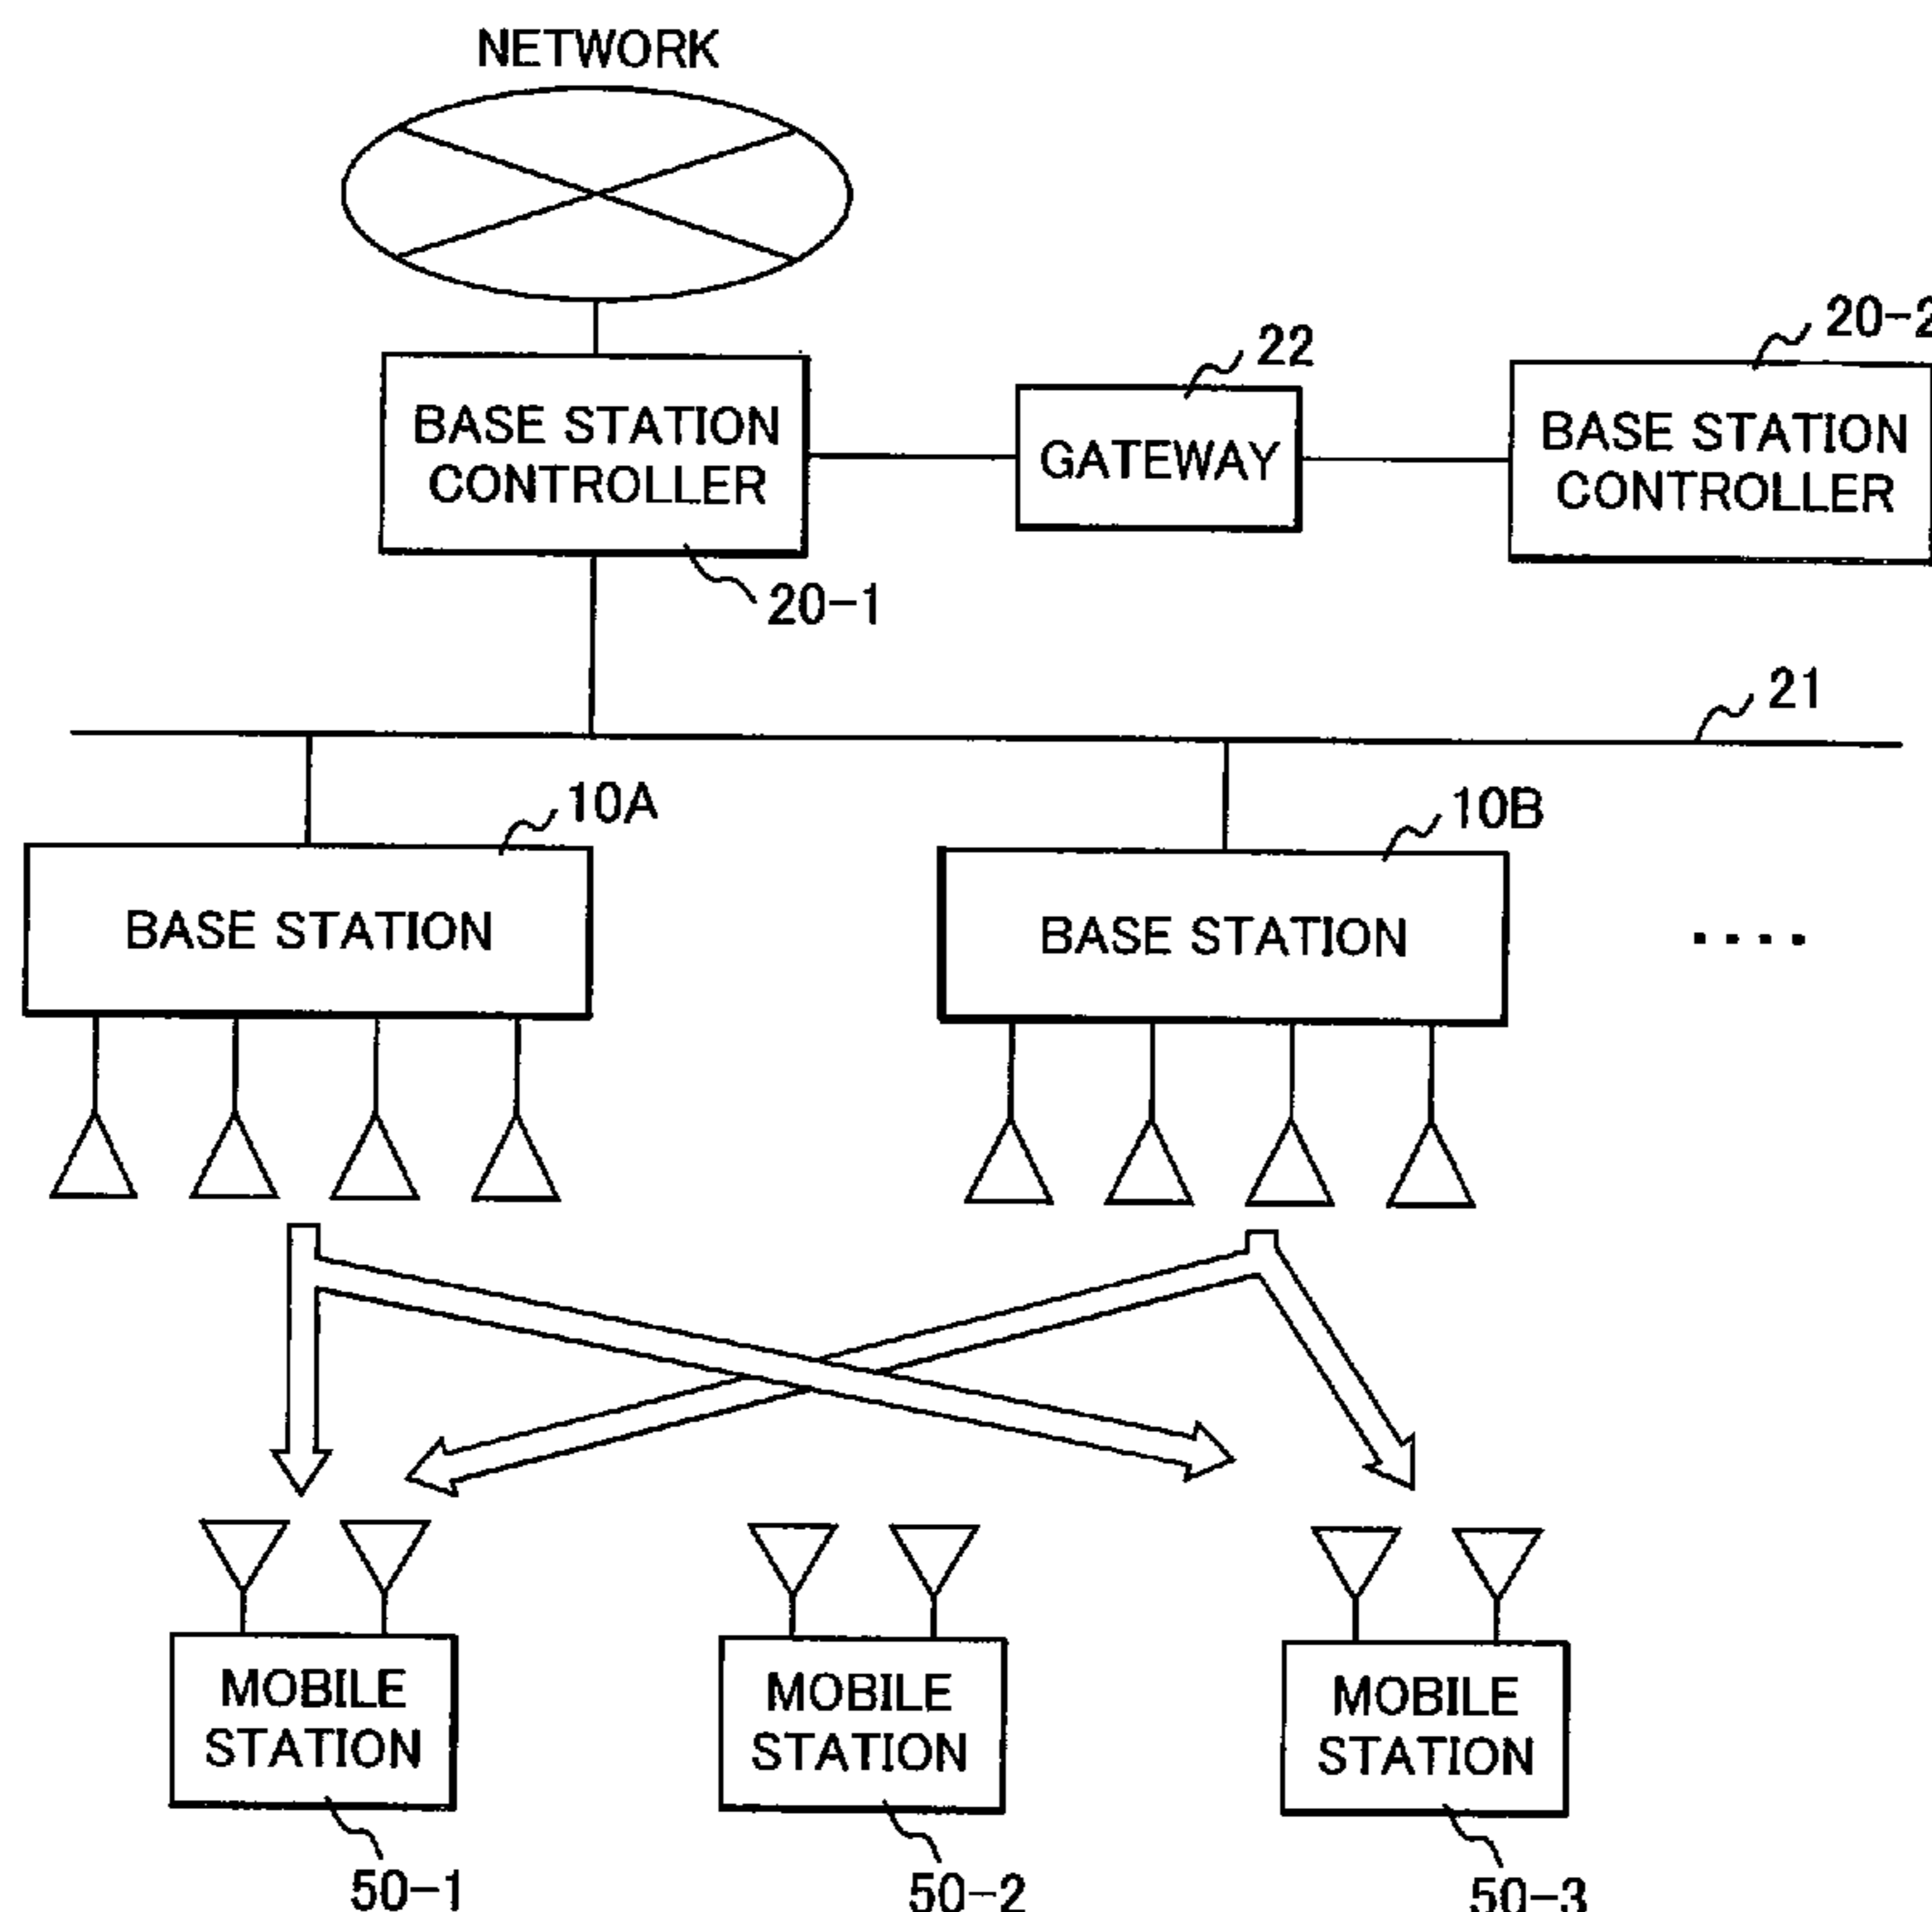 NETWORK
20-2
22
BASE STATION
CONTROLLER
GATEWAY
BASE STATION
CONTROLLER
20-1
21
10A
10B
BASE STATION
BASE STATION
....
MOBILE
STATION
MOBILE
STATION
MOBILE
STATION
50-1
50-2
50-3